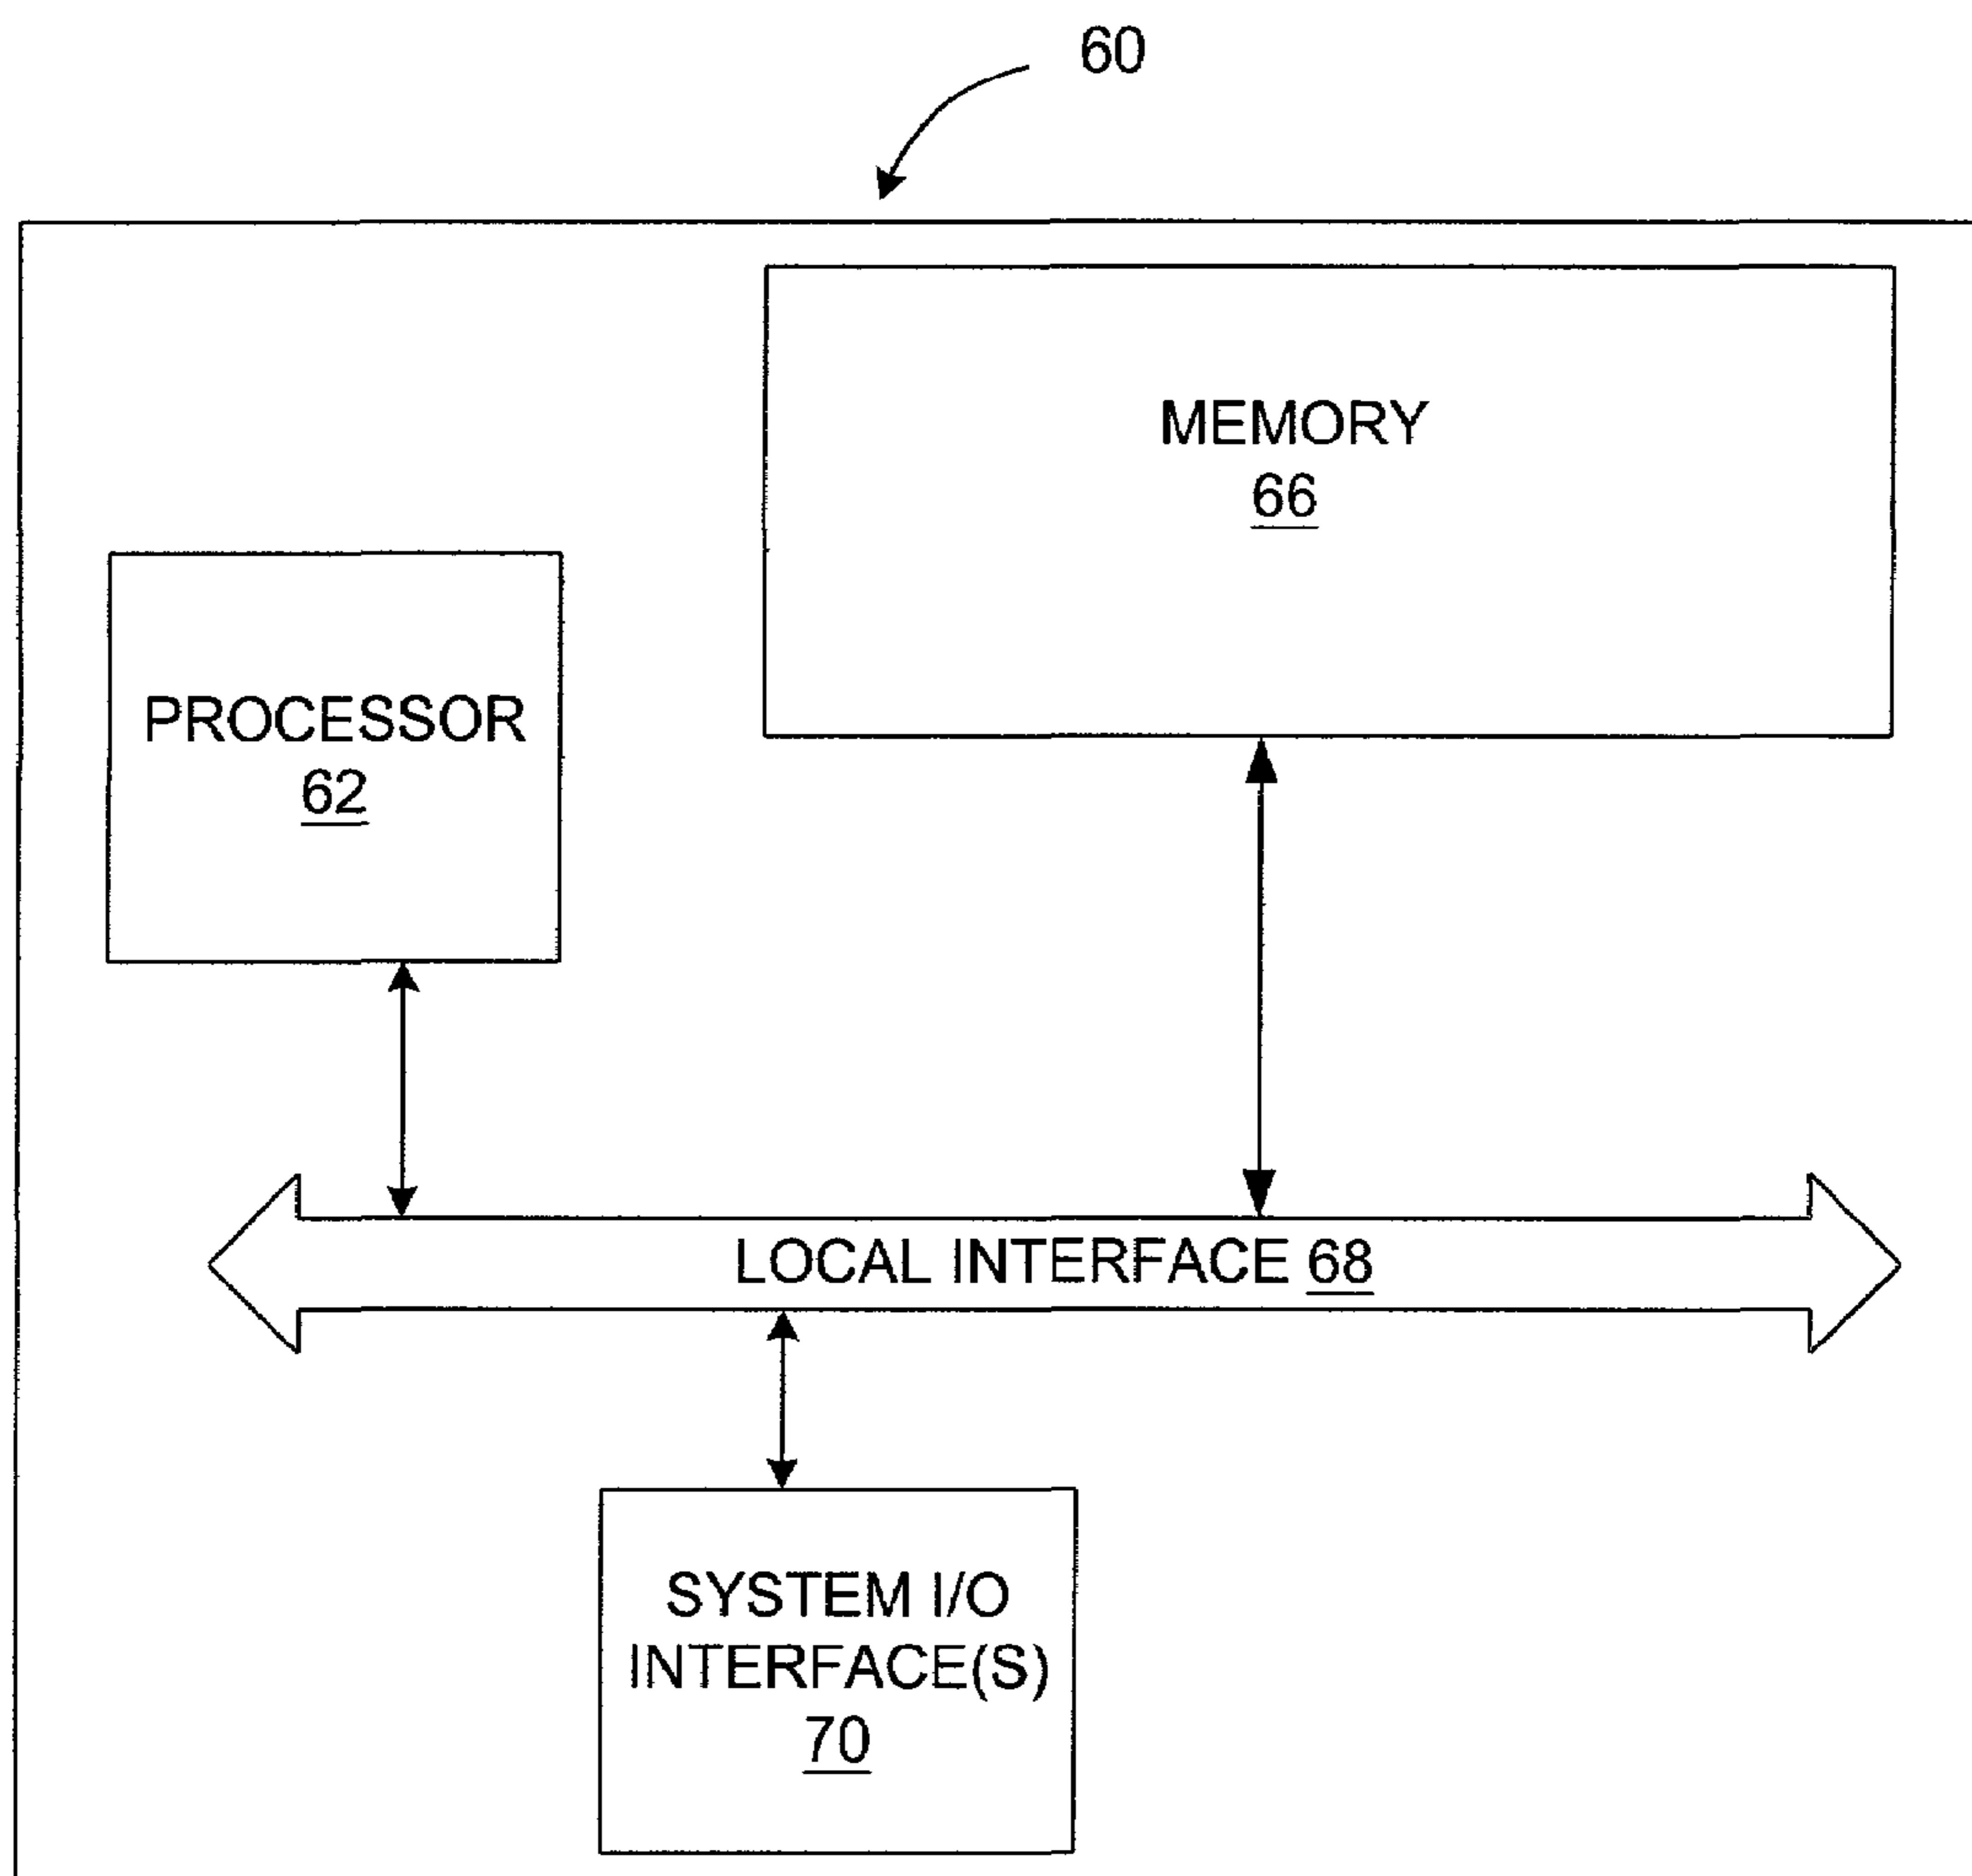 60
MEMORY
66
PROCESSOR
62
LOCAL INTERFACE 68
SYSTEM I/O
INTERFACE(S)
70